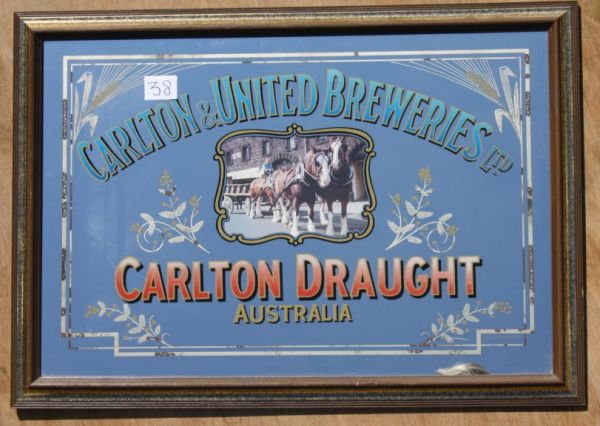 38
CARLTON & UNITED BREWERIES LTD
CARLTON DRAUGHT
AUSTRALIA